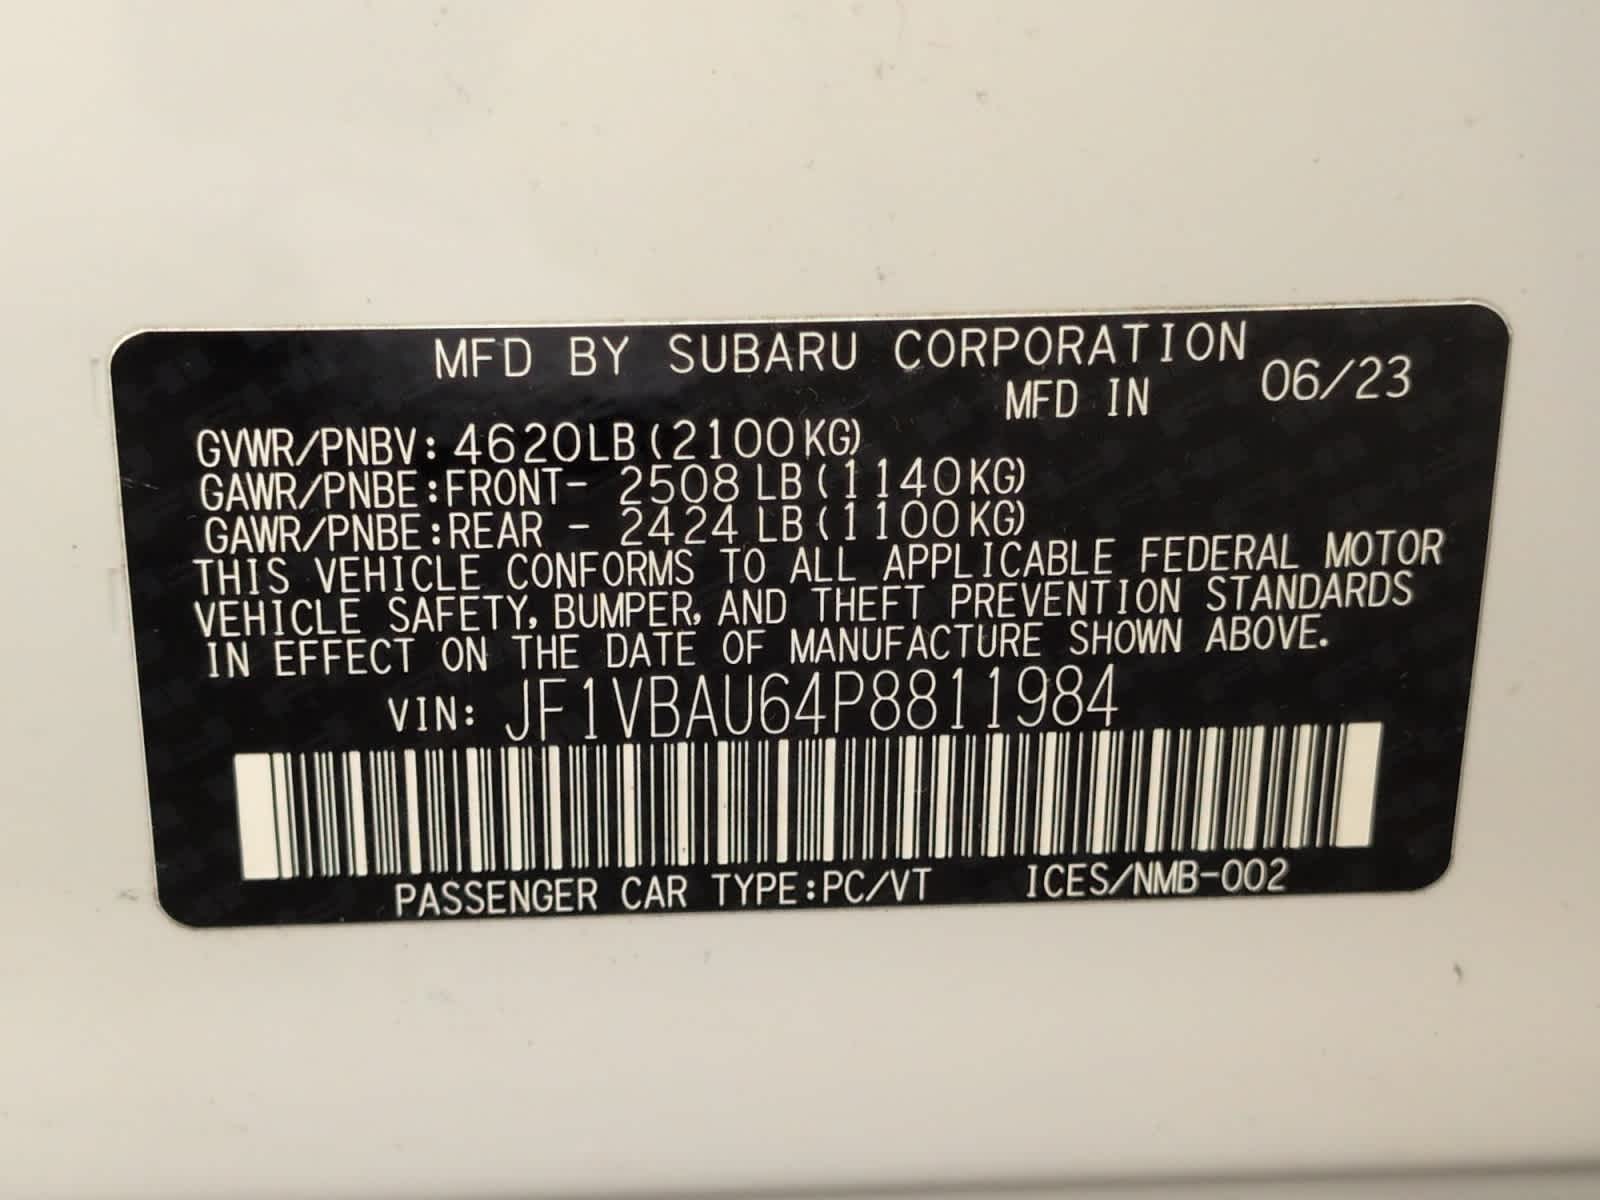 MFD BY SUBARU CORPORATION
MFD IN 06/23
GVWR/PNBV: 4620LB(2100KG)
GAWR/PNBE:FRONT- 2508 LB(1140KG)
GAWR/PNBE:REAR - 2424 LB(1100KG)
THIS VEHICLE CONFORMS TO ALL APPLICABLE FEDERAL MOTOR
VEHICLE SAFETY, BUMPER, AND THEFT PREVENTION STANDARDS
IN EFFECT ON THE DATE OF MANUFACTURE SHOWN ABOVE.
VIN: JF1VBAU64P8811984
PASSENGER CAR TYPE:PC/VT ICES/NMB-002